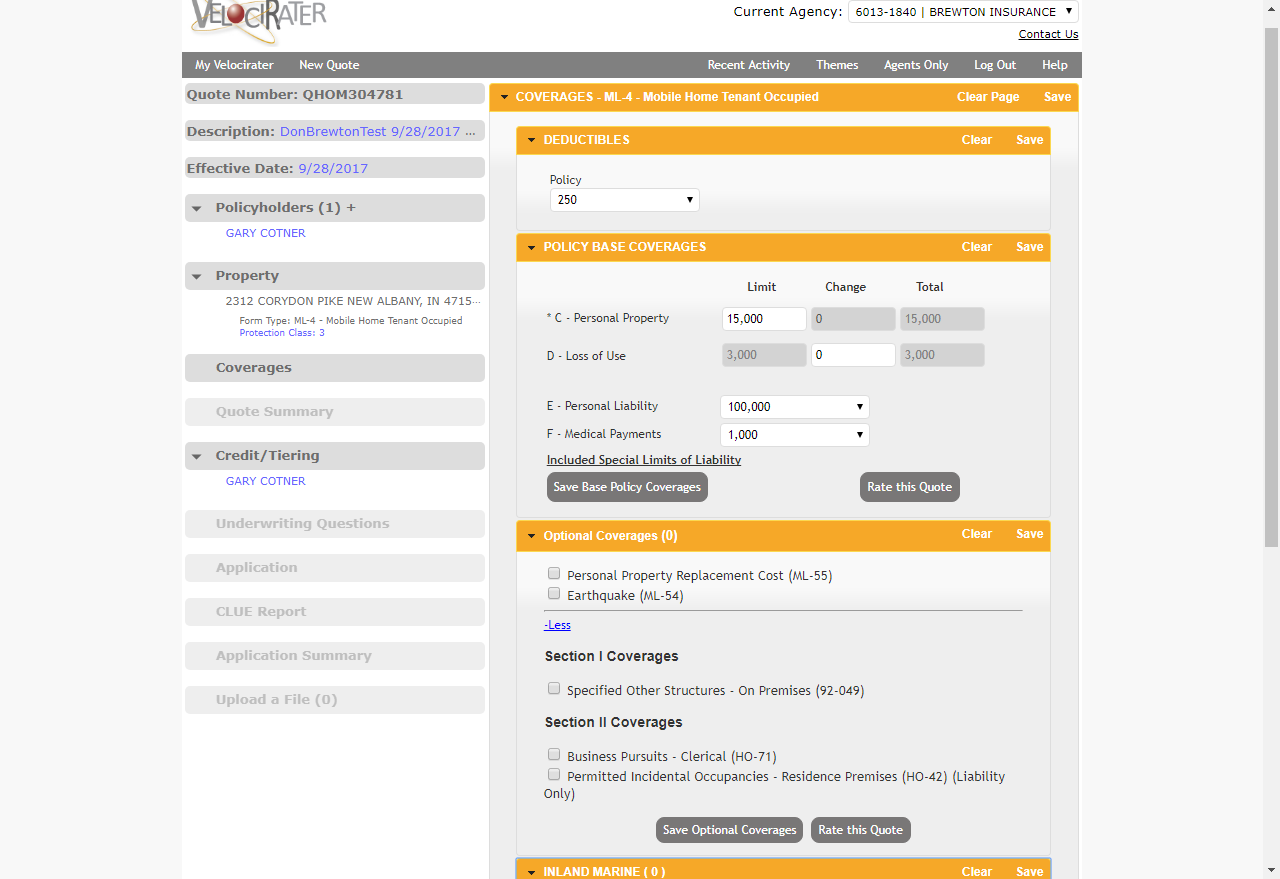 VELOCIRATER
Current Agency: 6013-1840 | BREWTON INSURANCE
Contact Us
My Velocirater New Quote Recent Activity Themes Agents Only Log Out Help
Quote Number: QHOM304781
Description: DonBrewtonTest 9/28/2017 ...
Effective Date: 9/28/2017
Policyholders (1) +
GARY COTNER
Property
2312 CORYDON PIKE NEW ALBANY, IN 4715...
Form Type: ML-4 - Mobile Home Tenant Occupied
Protection Class: 3
Coverages
Quote Summary
Credit/Tiering
GARY COTNER
Underwriting Questions
Application
CLUE Report
Application Summary
Upload a File (0)
COVERAGES - ML-4 - Mobile Home Tenant Occupied Clear Page Save
DEDUCTIBLES Clear Save
Policy
250
POLICY BASE COVERAGES Clear Save
Limit Change Total
* C - Personal Property 15,000 0 15,000
D - Loss of Use 3,000 0 3,000
E - Personal Liability 100,000
F - Medical Payments 1,000
Included Special Limits of Liability
Save Base Policy Coverages Rate this Quote
Optional Coverages (0) Clear Save
Personal Property Replacement Cost (ML-55)
Earthquake (ML-54)
-Less
Section I Coverages
Specified Other Structures - On Premises (92-049)
Section II Coverages
Business Pursuits - Clerical (HO-71)
Permitted Incidental Occupancies - Residence Premises (HO-42) (Liability
Only)
Save Optional Coverages Rate this Quote
INLAND MARINE ( 0 ) Clear Save